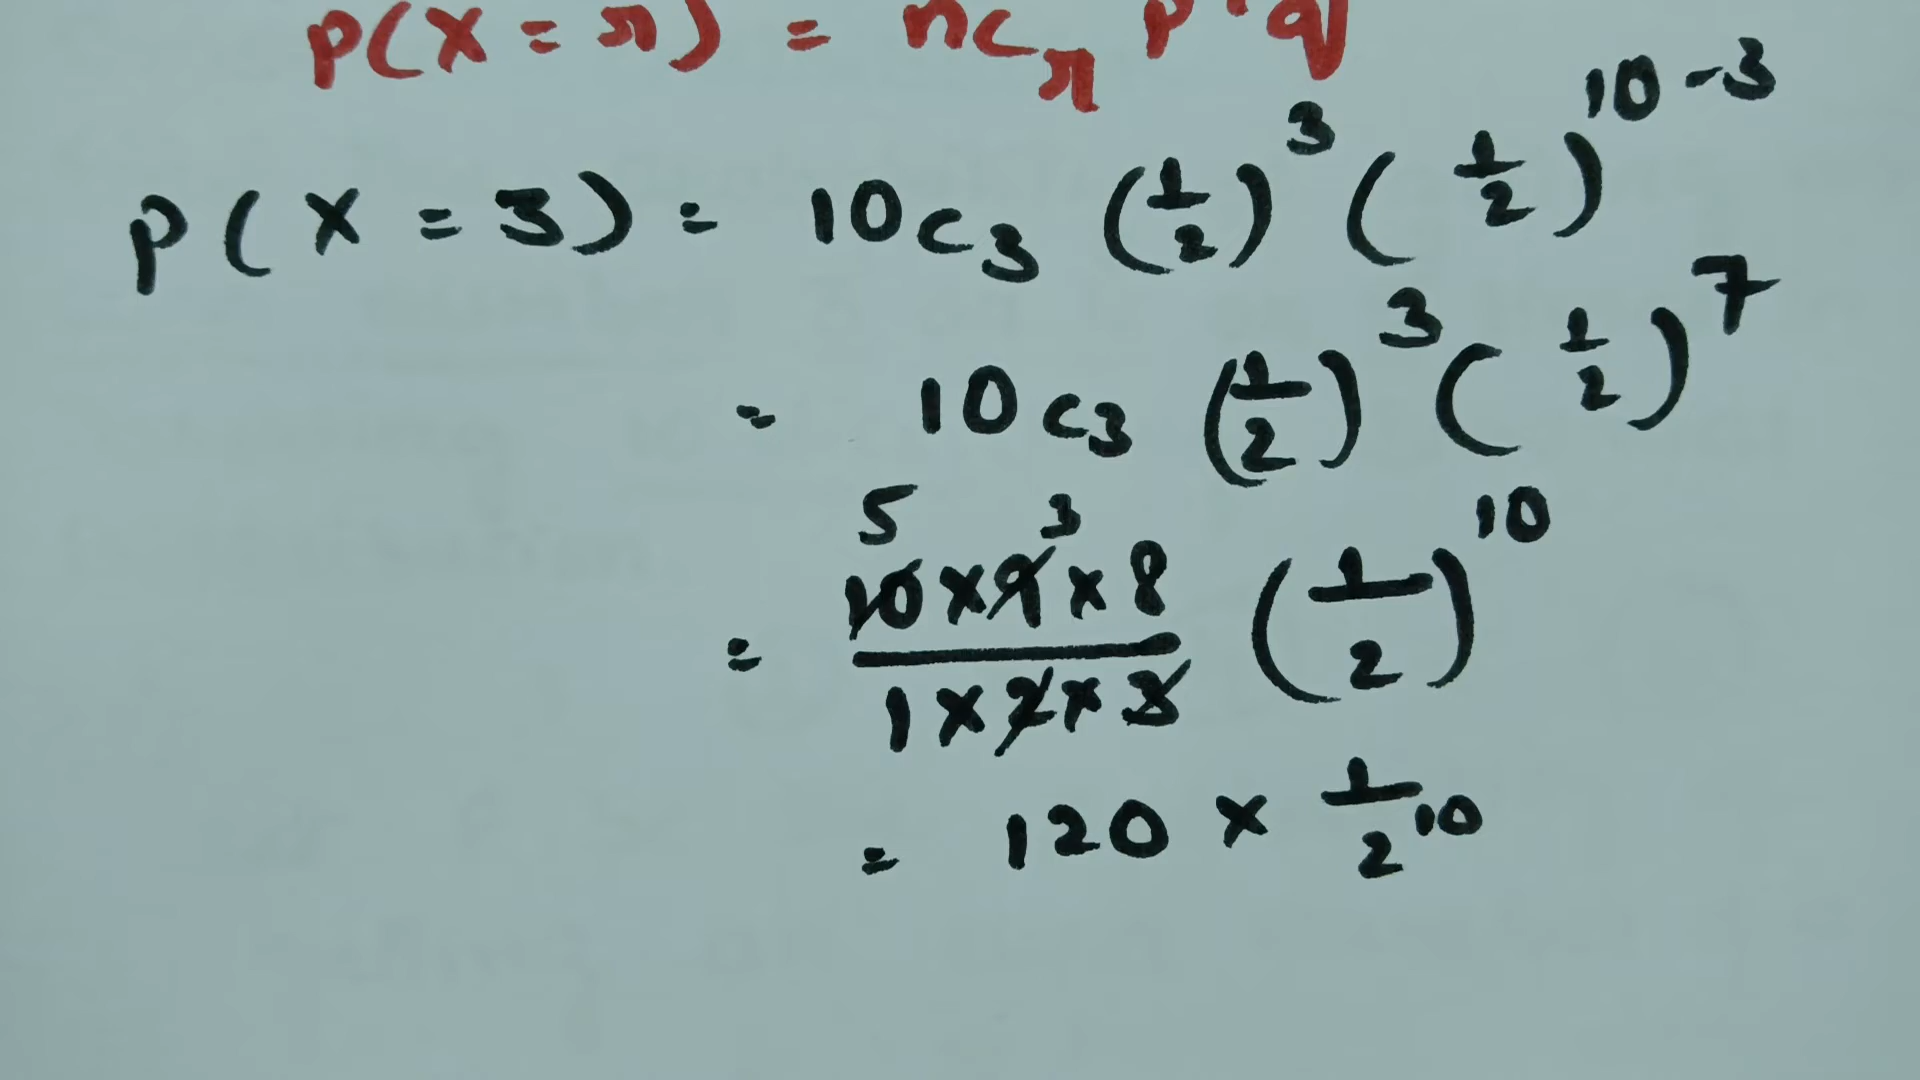 P(X = r) = nCr p^r q
P(X = 3) = 10C3 (1/2)^3 (1/2)^10-3
= 10C3 (1/2)^3 (1/2)^7
5 3
= 10×9×8 / 1×2×3 (1/2)^10
= 120 × 1/2^10